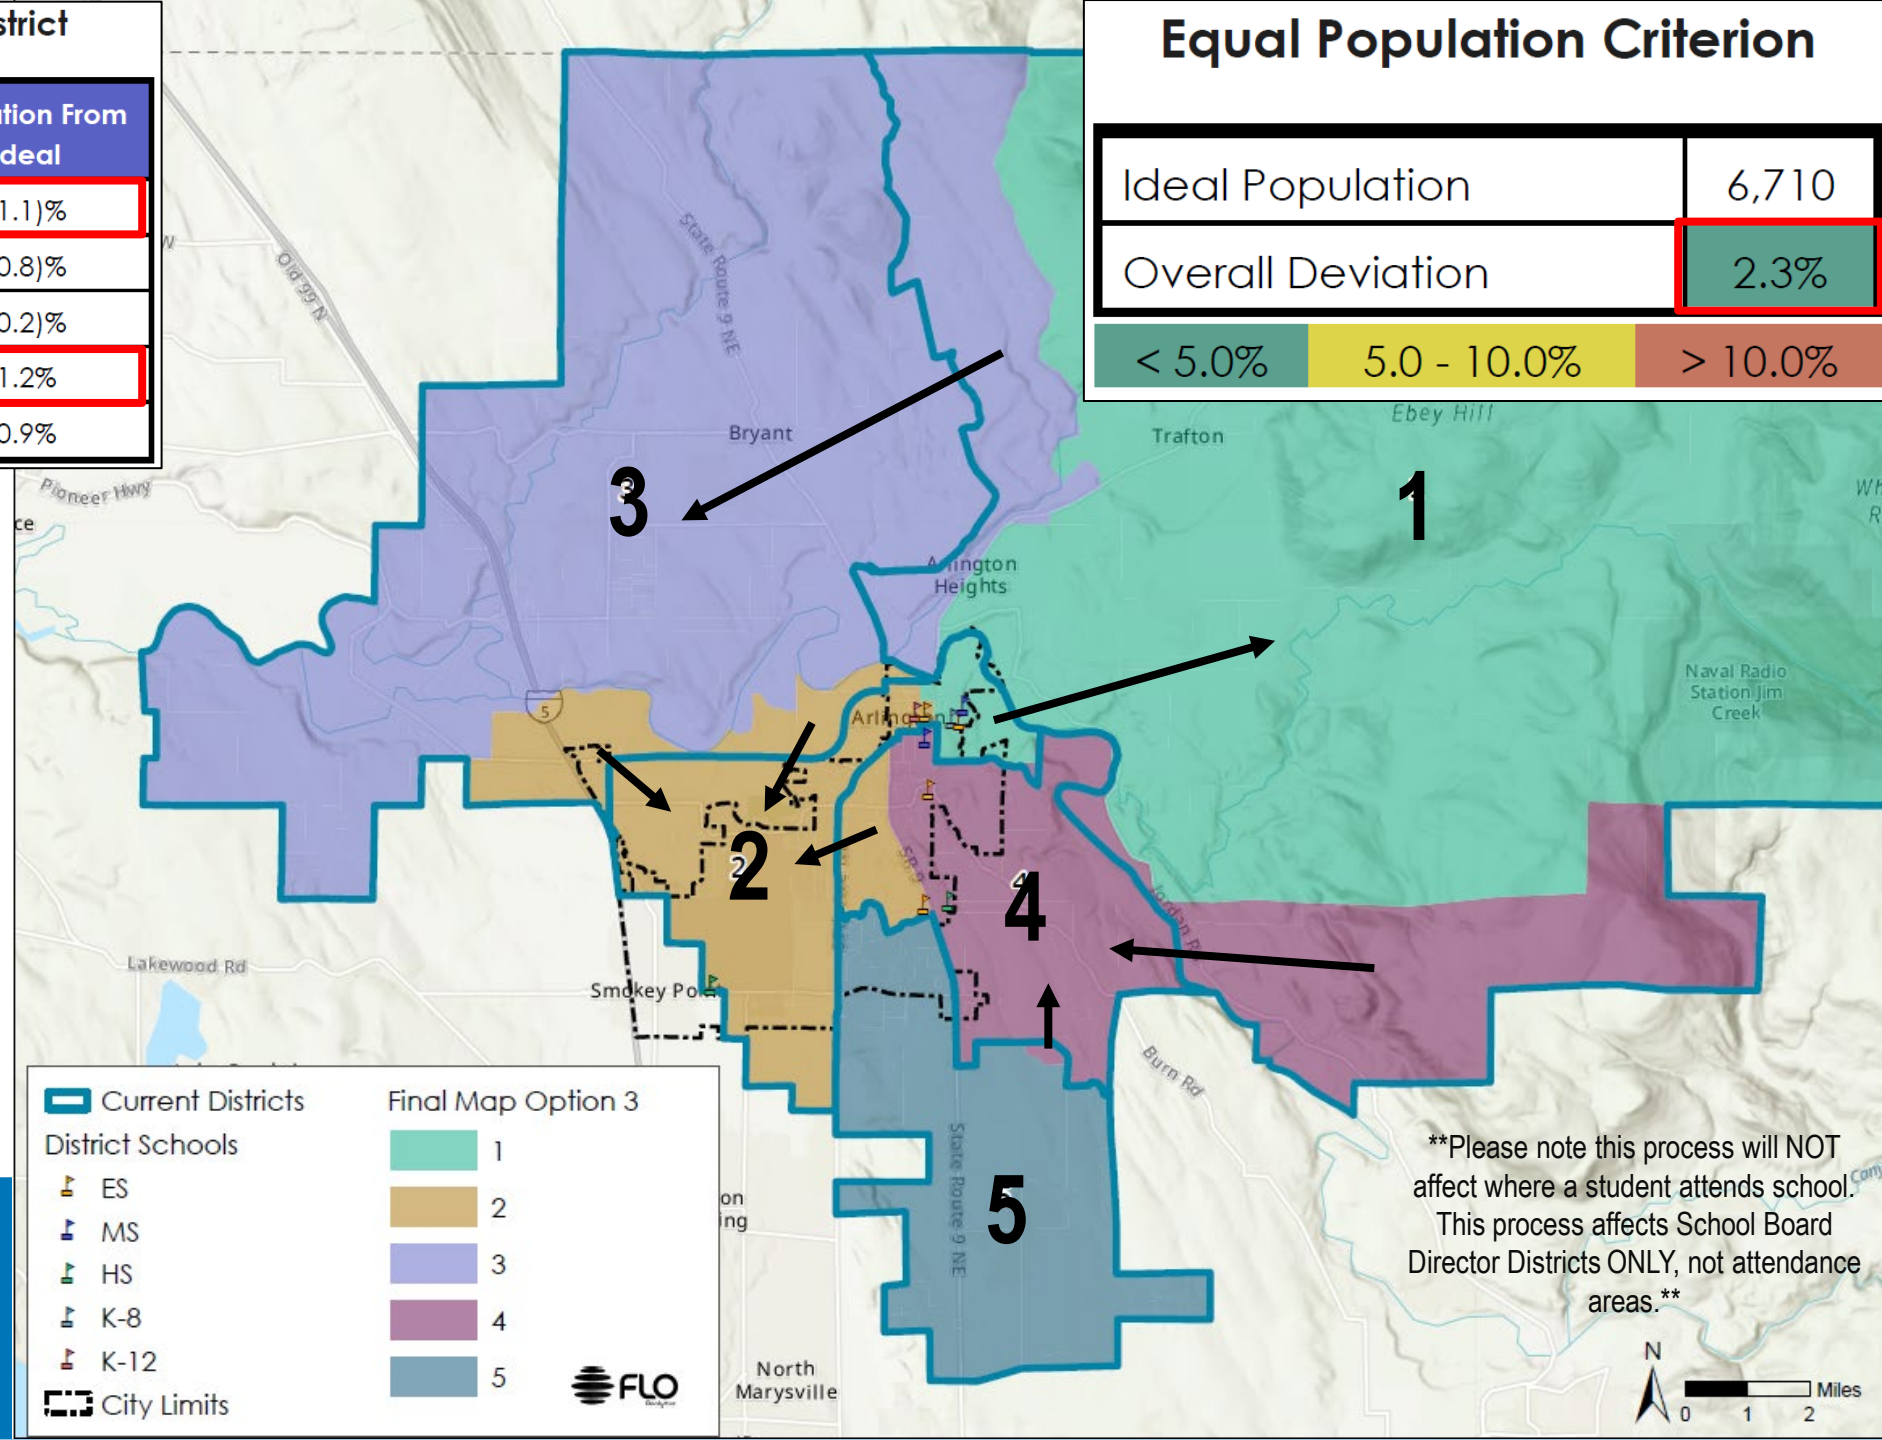 Equal Population Criterion
Ideal Population 6,710
Overall Deviation 2.3%
< 5.0% 5.0 - 10.0% > 10.0%
1.1)%
0.8)%
0.2)%
1.2%
0.9%
Old 99 N
State Route 9 NE
Pioneer Hwy
Bryant
Trafton
Ebey Hill
3
1
Arlington
Heights
Naval Radio
Station Jim
Creek
5
Arlington
2
4
SR 9
Jordan Rd
Lakewood Rd
Smokey Point
Burn Rd
State Route 9 NE
5
North
Marysville
Current Districts
District Schools
ES
MS
HS
K-8
K-12
City Limits
Final Map Option 3
1
2
3
4
5
FLO
**Please note this process will NOT
affect where a student attends school.
This process affects School Board
Director Districts ONLY, not attendance
areas.**
N
Miles
0 1 2